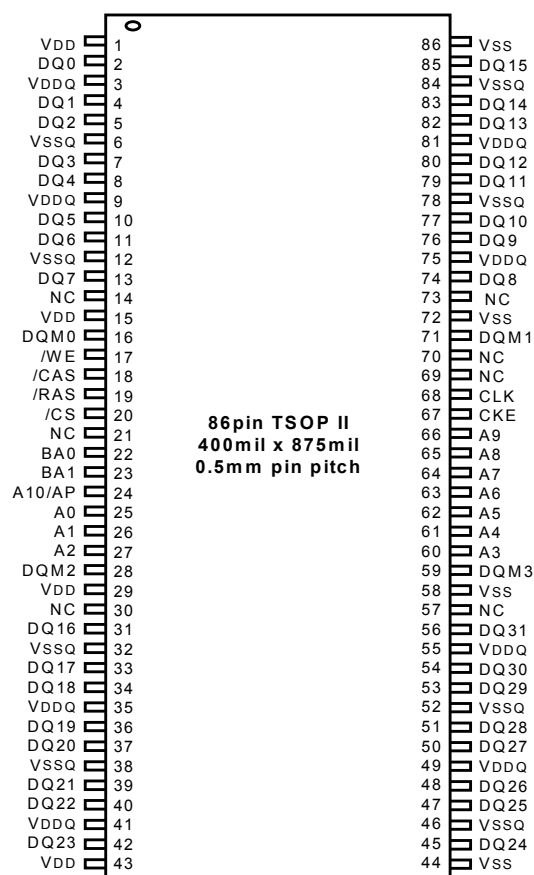 VDD 1 86 VSS
DQ0 2 85 DQ15
VDDQ 3 84 VSSQ
DQ1 4 83 DQ14
DQ2 5 82 DQ13
VSSQ 6 81 VDDQ
DQ3 7 80 DQ12
DQ4 8 79 DQ11
VDDQ 9 78 VSSQ
DQ5 10 77 DQ10
DQ6 11 76 DQ9
VSSQ 12 75 VDDQ
DQ7 13 74 DQ8
NC 14 73 NC
VDD 15 72 VSS
DQM0 16 71 DQM1
/WE 17 70 NC
/CAS 18 69 NC
/RAS 19 68 CLK
/CS 20 67 CKE
NC 21 66 A9
BA0 22 65 A8
BA1 23 64 A7
A10/AP 24 63 A6
A0 25 62 A5
A1 26 61 A4
A2 27 60 A3
DQM2 28 59 DQM3
VDD 29 58 VSS
NC 30 57 NC
DQ16 31 56 DQ31
VSSQ 32 55 VDDQ
DQ17 33 54 DQ30
DQ18 34 53 DQ29
VDDQ 35 52 VSSQ
DQ19 36 51 DQ28
DQ20 37 50 DQ27
VSSQ 38 49 VDDQ
DQ21 39 48 DQ26
DQ22 40 47 DQ25
VDDQ 41 46 VSSQ
DQ23 42 45 DQ24
VDD 43 44 VSS
86pin TSOP II
400mil x 875mil
0.5mm pin pitch